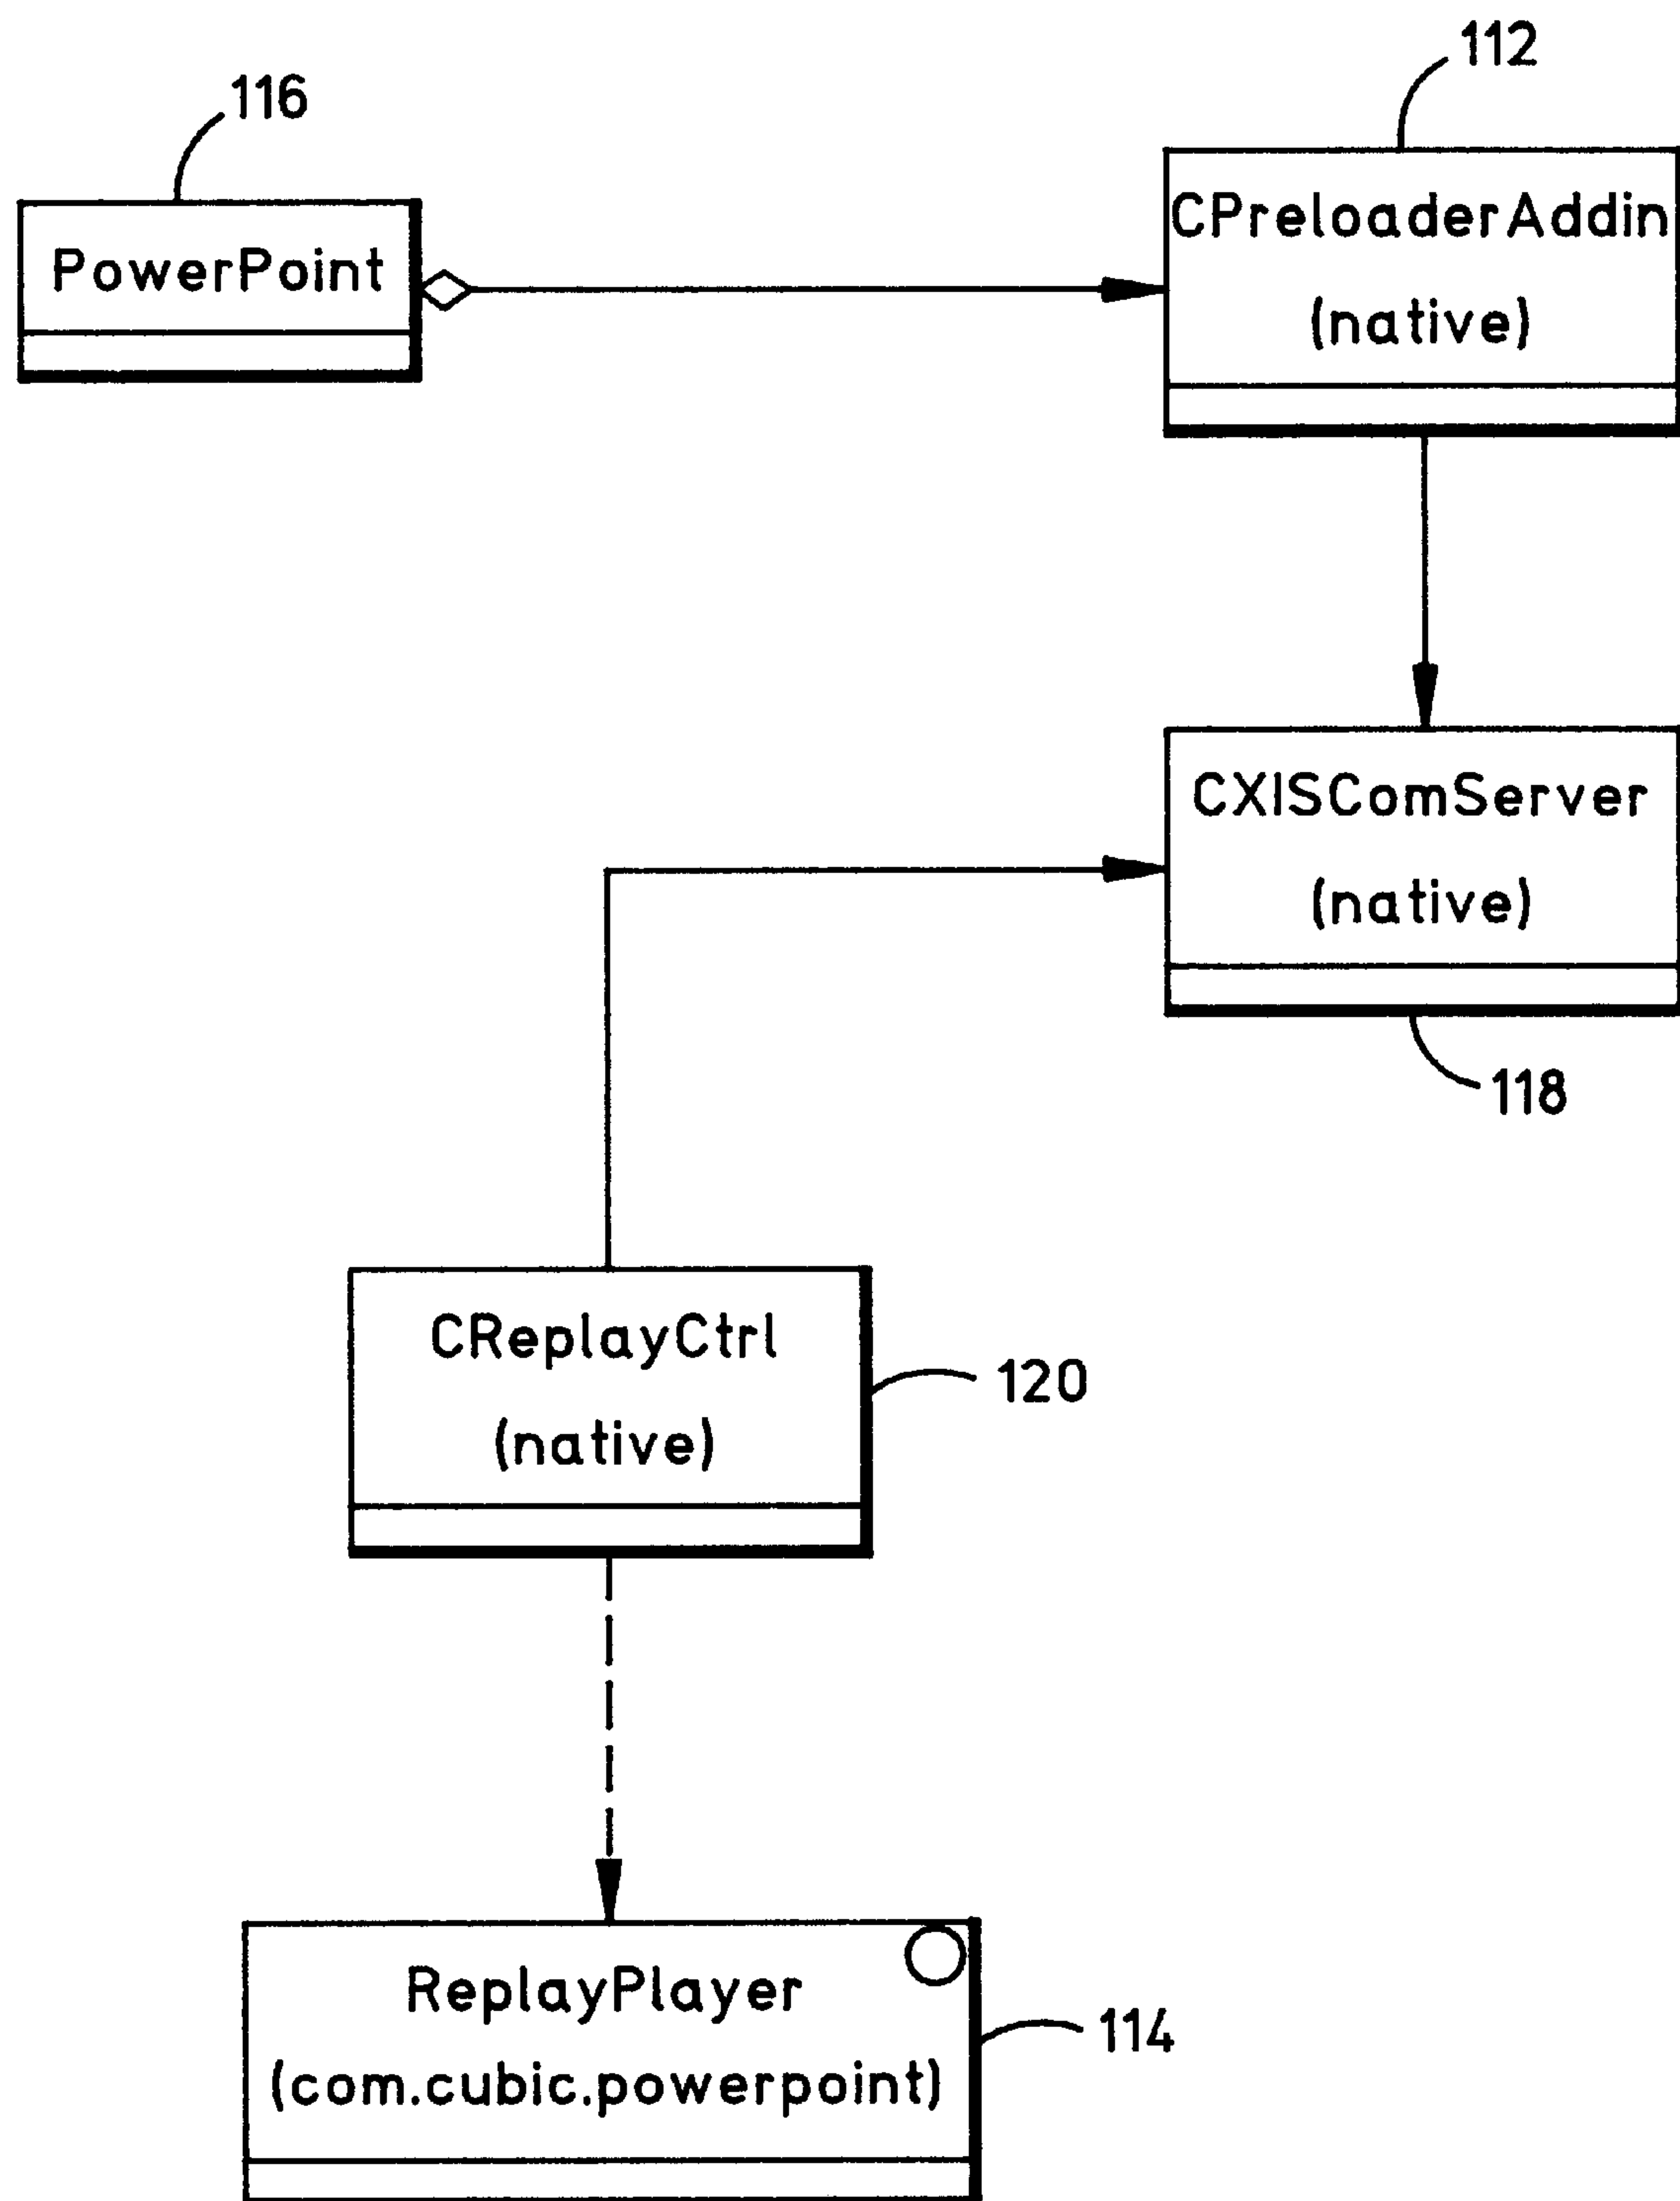 112
116
CPreloaderAddin
(native)
PowerPoint
CXISComServer
(native)
118
CReplayCtrl
(native)
120
ReplayPlayer
(com.cubic.powerpoint)
114